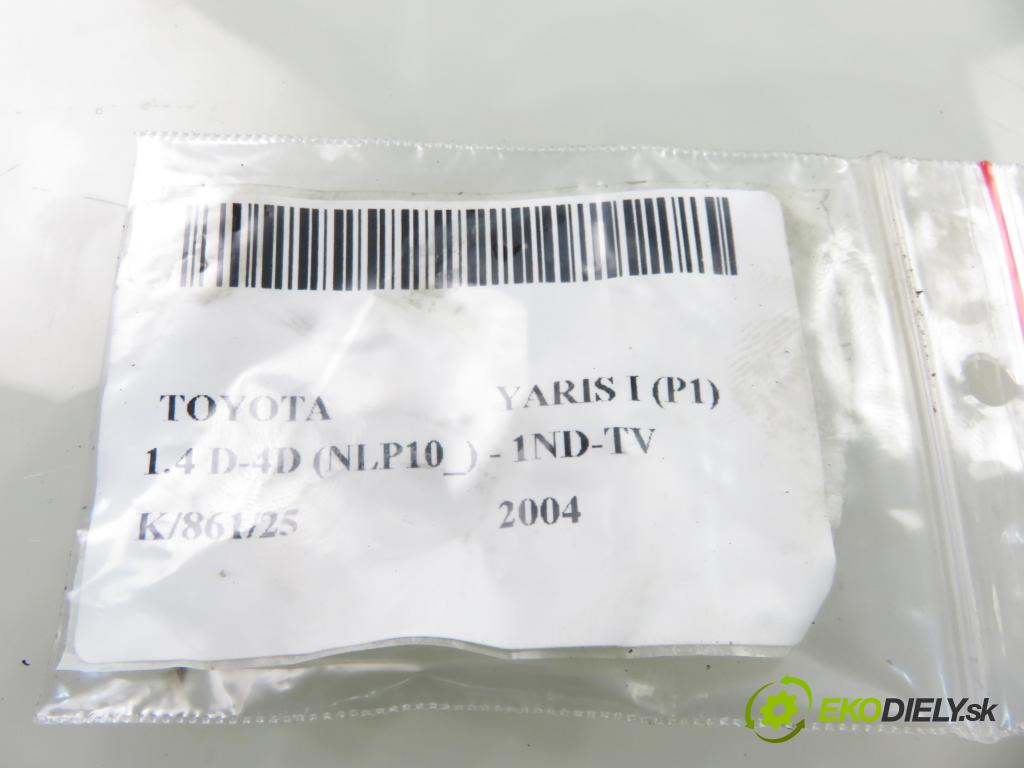 TOYOTA YARIS I (P1)
1.4 D-4D (NLP10_) - 1ND-TV
K/861/25 2004
EKODIELY.sk